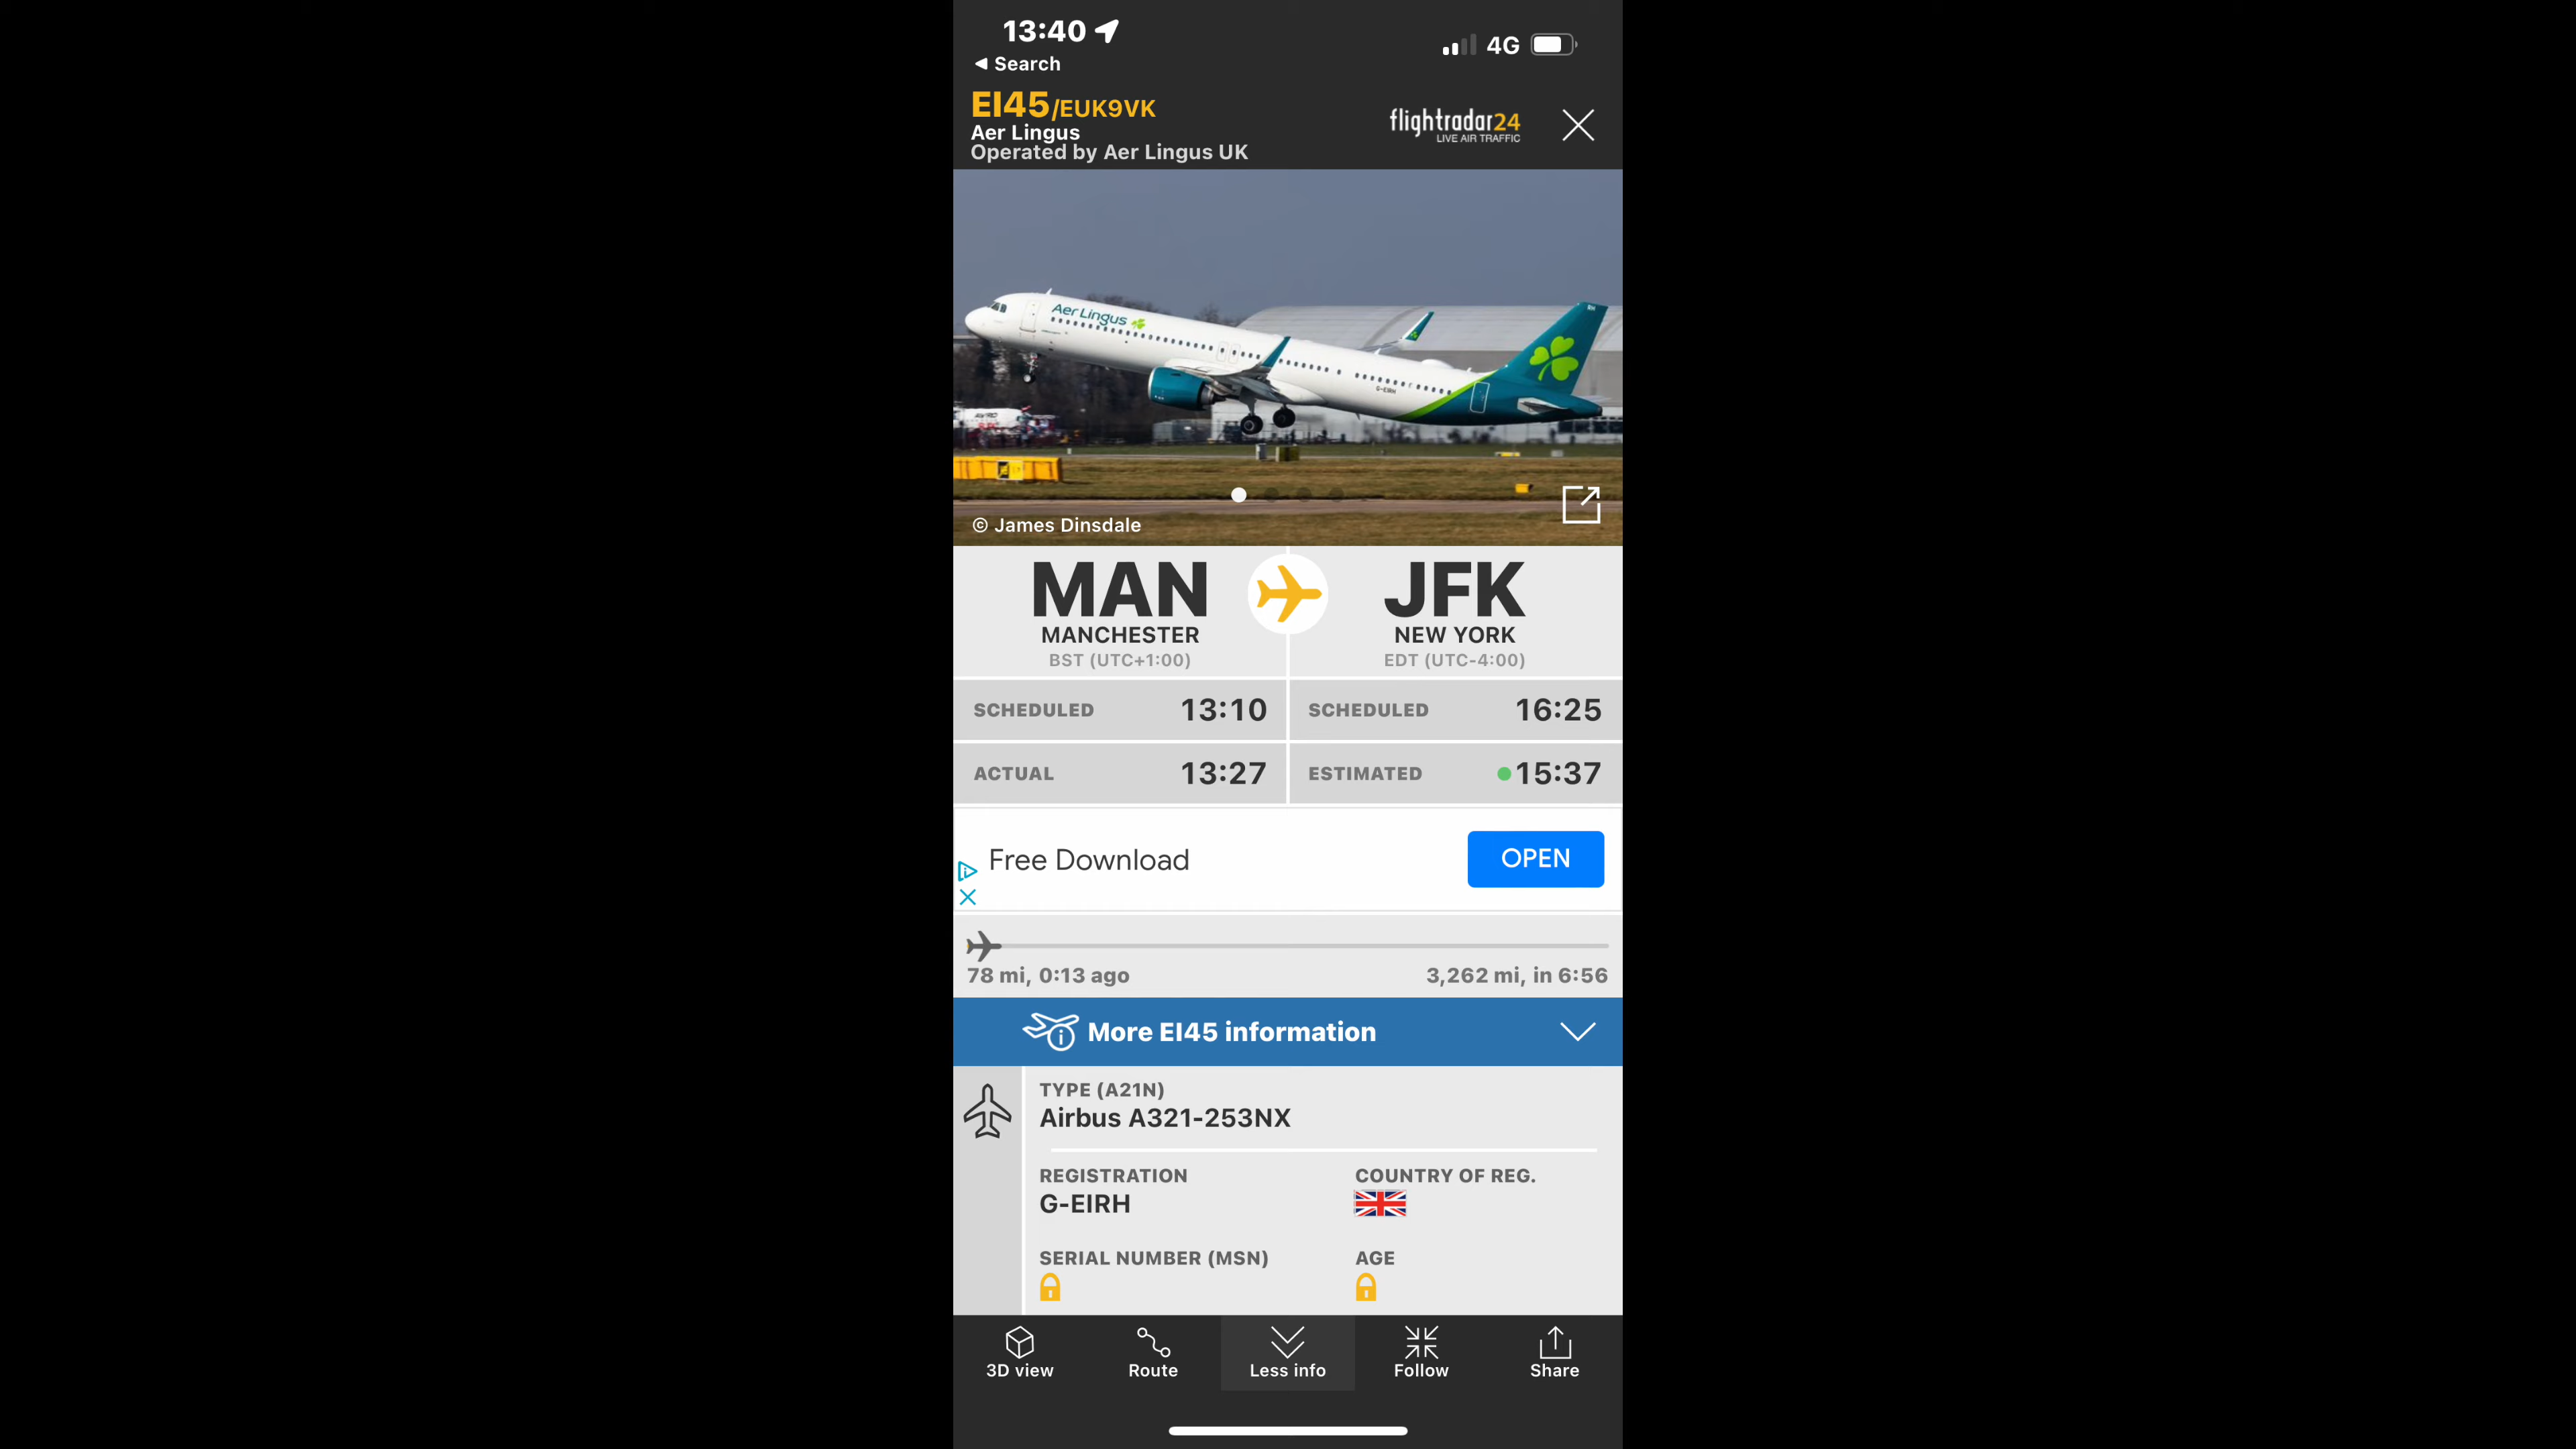 13:40
4G
Search
EI45/EUK9VK
Aer Lingus
Operated by Aer Lingus UK
flightradar24
LIVE AIR TRAFFIC
Aer Lingus
G-EIRH
RH
© James Dinsdale
MAN
MANCHESTER
BST (UTC+1:00)
JFK
NEW YORK
EDT (UTC-4:00)
SCHEDULED 13:10
SCHEDULED 16:25
ACTUAL 13:27
ESTIMATED 15:37
Free Download
OPEN
78 mi, 0:13 ago
3,262 mi, in 6:56
More EI45 information
TYPE (A21N)
Airbus A321-253NX
REGISTRATION
G-EIRH
COUNTRY OF REG.
SERIAL NUMBER (MSN)
AGE
3D view
Route
Less info
Follow
Share